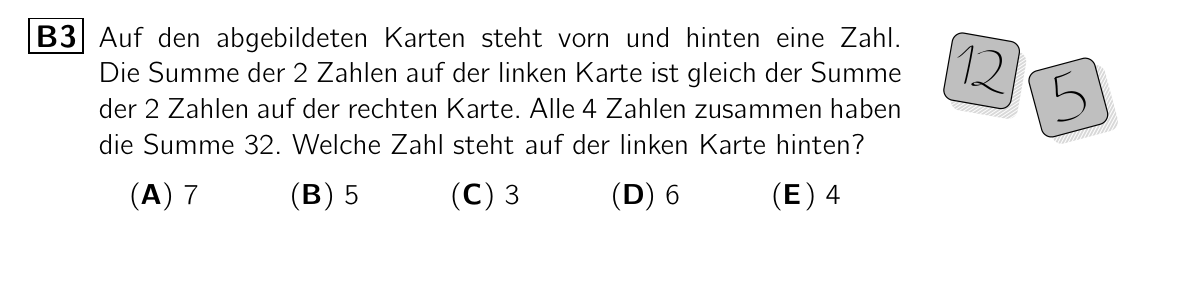 B3 Auf den abgebildeten Karten steht vorn und hinten eine Zahl.
Die Summe der 2 Zahlen auf der linken Karte ist gleich der Summe
der 2 Zahlen auf der rechten Karte. Alle 4 Zahlen zusammen haben
die Summe 32. Welche Zahl steht auf der linken Karte hinten?
(A) 7 (B) 5 (C) 3 (D) 6 (E) 4
12
5